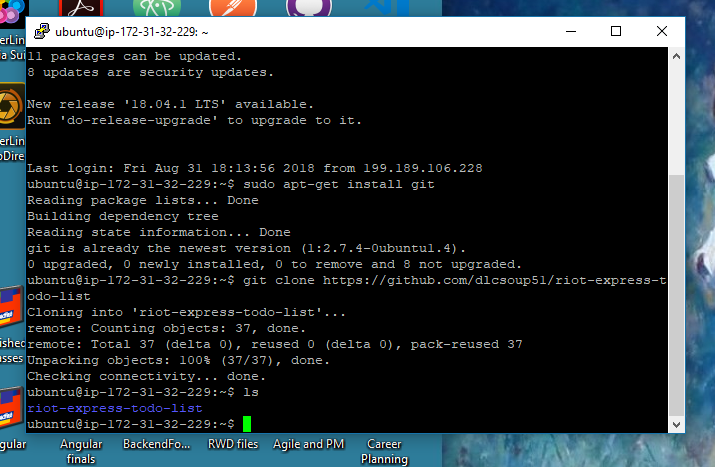 ubuntu@ip-172-31-32-229: ~
11 packages can be updated.
8 updates are security updates.
New release '18.04.1 LTS' available.
Run 'do-release-upgrade' to upgrade to it.
Last login: Fri Aug 31 18:13:56 2018 from 199.189.106.228
ubuntu@ip-172-31-32-229:~$ sudo apt-get install git
Reading package lists... Done
Building dependency tree
Reading state information... Done
git is already the newest version (1:2.7.4-0ubuntu1.4).
0 upgraded, 0 newly installed, 0 to remove and 8 not upgraded.
ubuntu@ip-172-31-32-229:~$ git clone https://github.com/dlcsoup51/riot-express-t
odo-list
Cloning into 'riot-express-todo-list'...
remote: Counting objects: 37, done.
remote: Total 37 (delta 0), reused 0 (delta 0), pack-reused 37
Unpacking objects: 100% (37/37), done.
Checking connectivity... done.
ubuntu@ip-172-31-32-229:~$ ls
riot-express-todo-list
ubuntu@ip-172-31-32-229:~$
Angular
finals
BackendFo...
RWD files
Agile and PM
Career
Planning